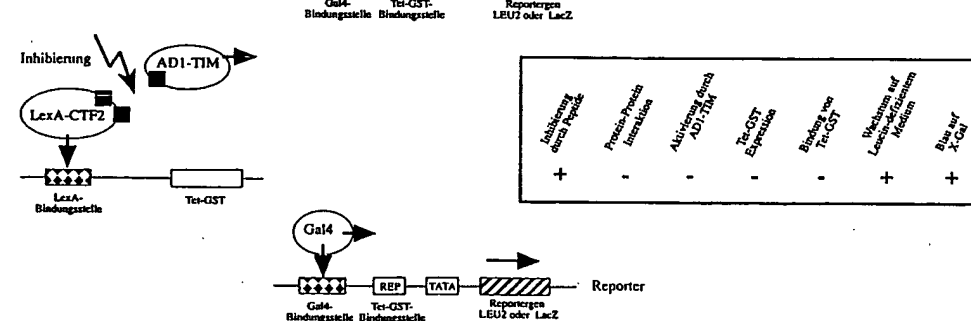 Gal4-
Bindungsstelle
Tet-GST-
Bindungsstelle
Reportergen
LEU2 oder LacZ
Inhibierung
AD1-TIM
LexA-CTF2
LexA-
Bindungsstelle
Tet-GST
Inhibierung
durch Peptide
Protein-Protein
Interaktion
Aktivierung durch
AD1-TIM
Tet-GST
Expression
Bindung von
Tet-GST
Wachstum auf
Leucin-defizientem
Medium
Blau auf
X-Gal
+ - - - - + +
Gal4
REP
TATA
Reporter
Gal4-
Bindungsstelle
Tet-GST-
Bindungsstelle
Reportergen
LEU2 oder LacZ